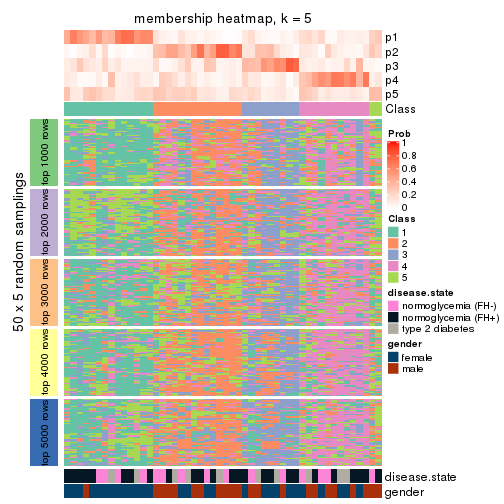 membership heatmap, k = 5
p1
p2
p3
p4
p5
Class
50 x 5 random samplings
top 1000 rows
top 2000 rows
top 3000 rows
top 4000 rows
top 5000 rows
disease.state
gender
Prob
1
0.8
0.6
0.4
0.2
0
Class
1
2
3
4
5
disease.state
normoglycemia (FH-)
normoglycemia (FH+)
type 2 diabetes
gender
female
male